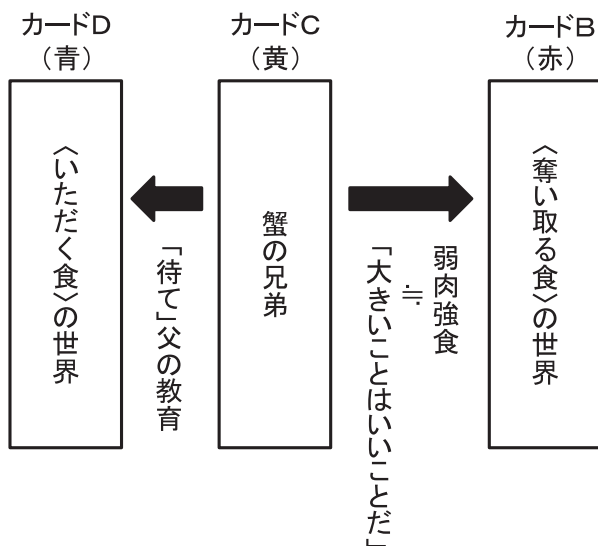 カードB
（赤）
〈奪い取る食〉の世界
弱肉強食
≒
「大きいことはいいことだ」
カードC
（黄）
蟹の兄弟
「待て」父の教育
カードD
（青）
〈いただく食〉の世界